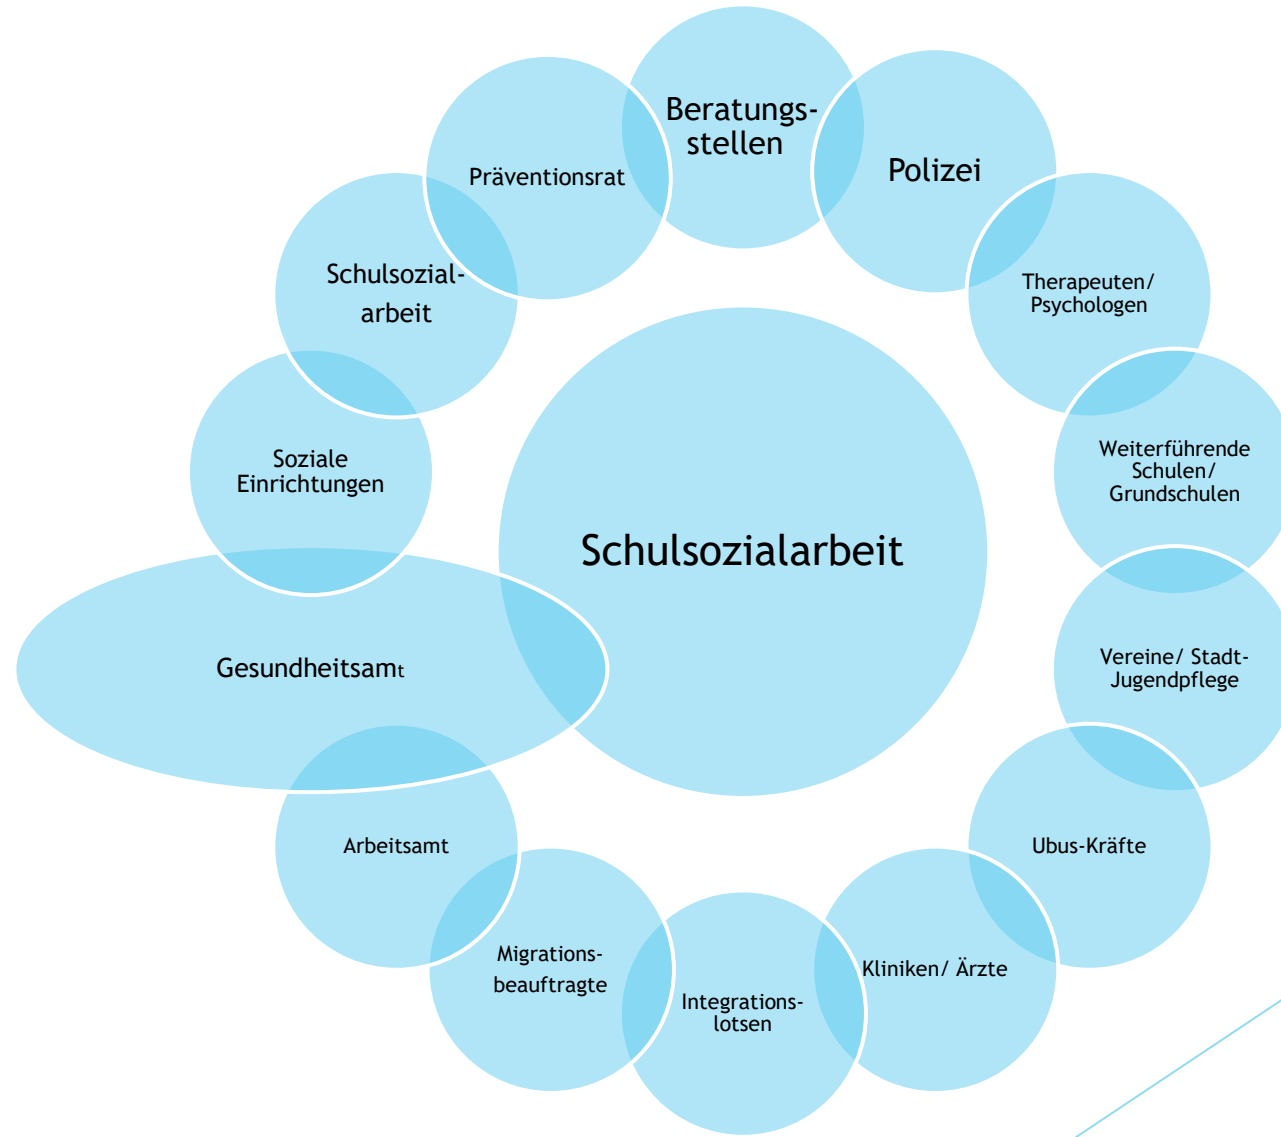 Beratungs-
stellen
Polizei
Therapeuten/
Psychologen
Weiterführende
Schulen/
Grundschulen
Vereine/ Stadt-
Jugendpflege
Ubus-Kräfte
Kliniken/ Ärzte
Integrations-
lotsen
Migrations-
beauftragte
Arbeitsamt
Gesundheitsamt
Soziale
Einrichtungen
Schulsozial-
arbeit
Präventionsrat
Schulsozialarbeit